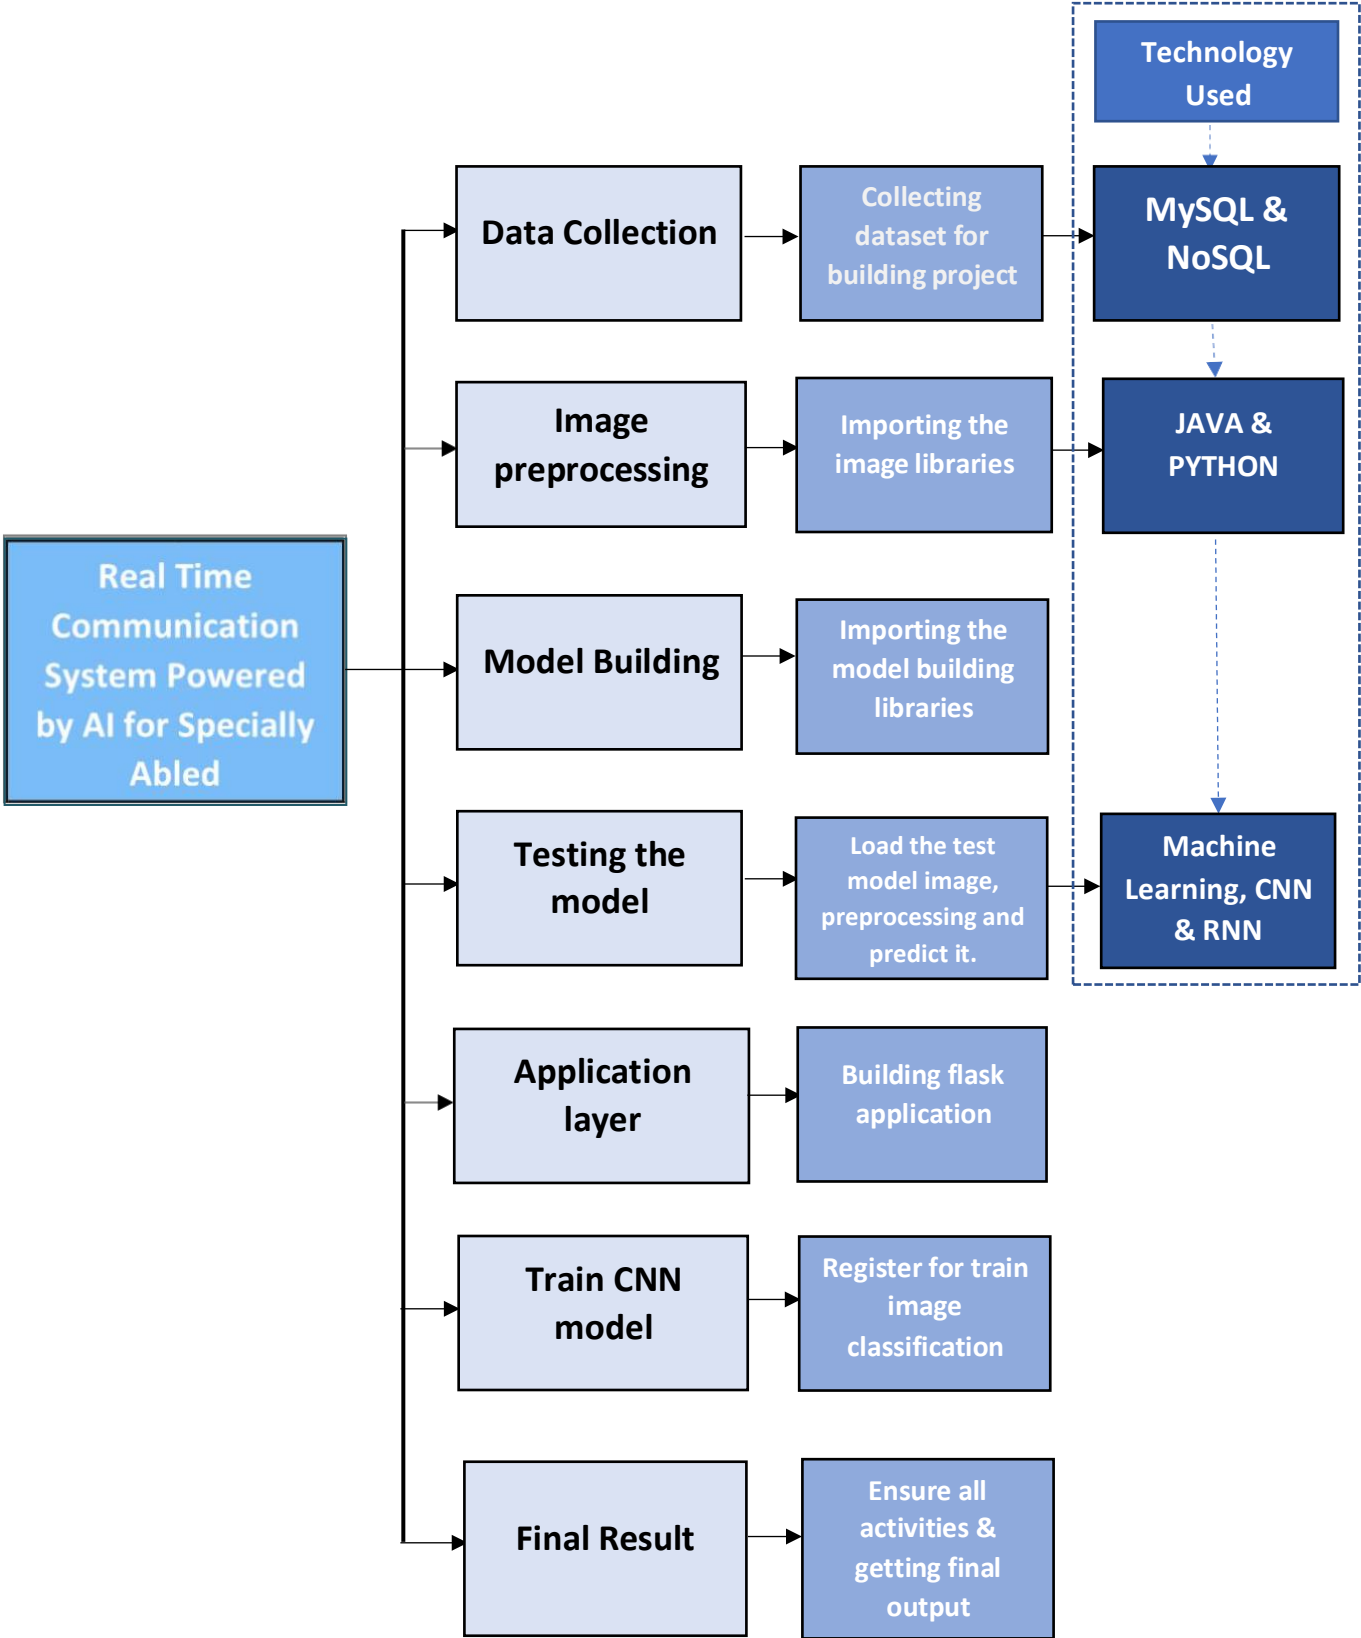 Technology
Used
Data Collection
Collecting
dataset for
building project
MySQL &
NoSQL
Image
preprocessing
Importing the
image libraries
JAVA &
PYTHON
Real Time
Communication
System Powered
by AI for Specially
Abled
Model Building
Importing the
model building
libraries
Testing the
model
Load the test
model image,
preprocessing and
predict it.
Machine
Learning, CNN
& RNN
Application
layer
Building flask
application
Train CNN
model
Register for train
image
classification
Final Result
Ensure all
activities &
getting final
output